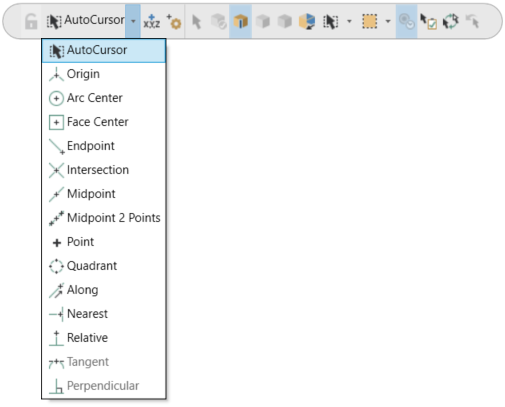 AutoCursor
xyz
AutoCursor
Origin
Arc Center
Face Center
Endpoint
Intersection
Midpoint
Midpoint 2 Points
Point
Quadrant
Along
Nearest
Relative
Tangent
Perpendicular